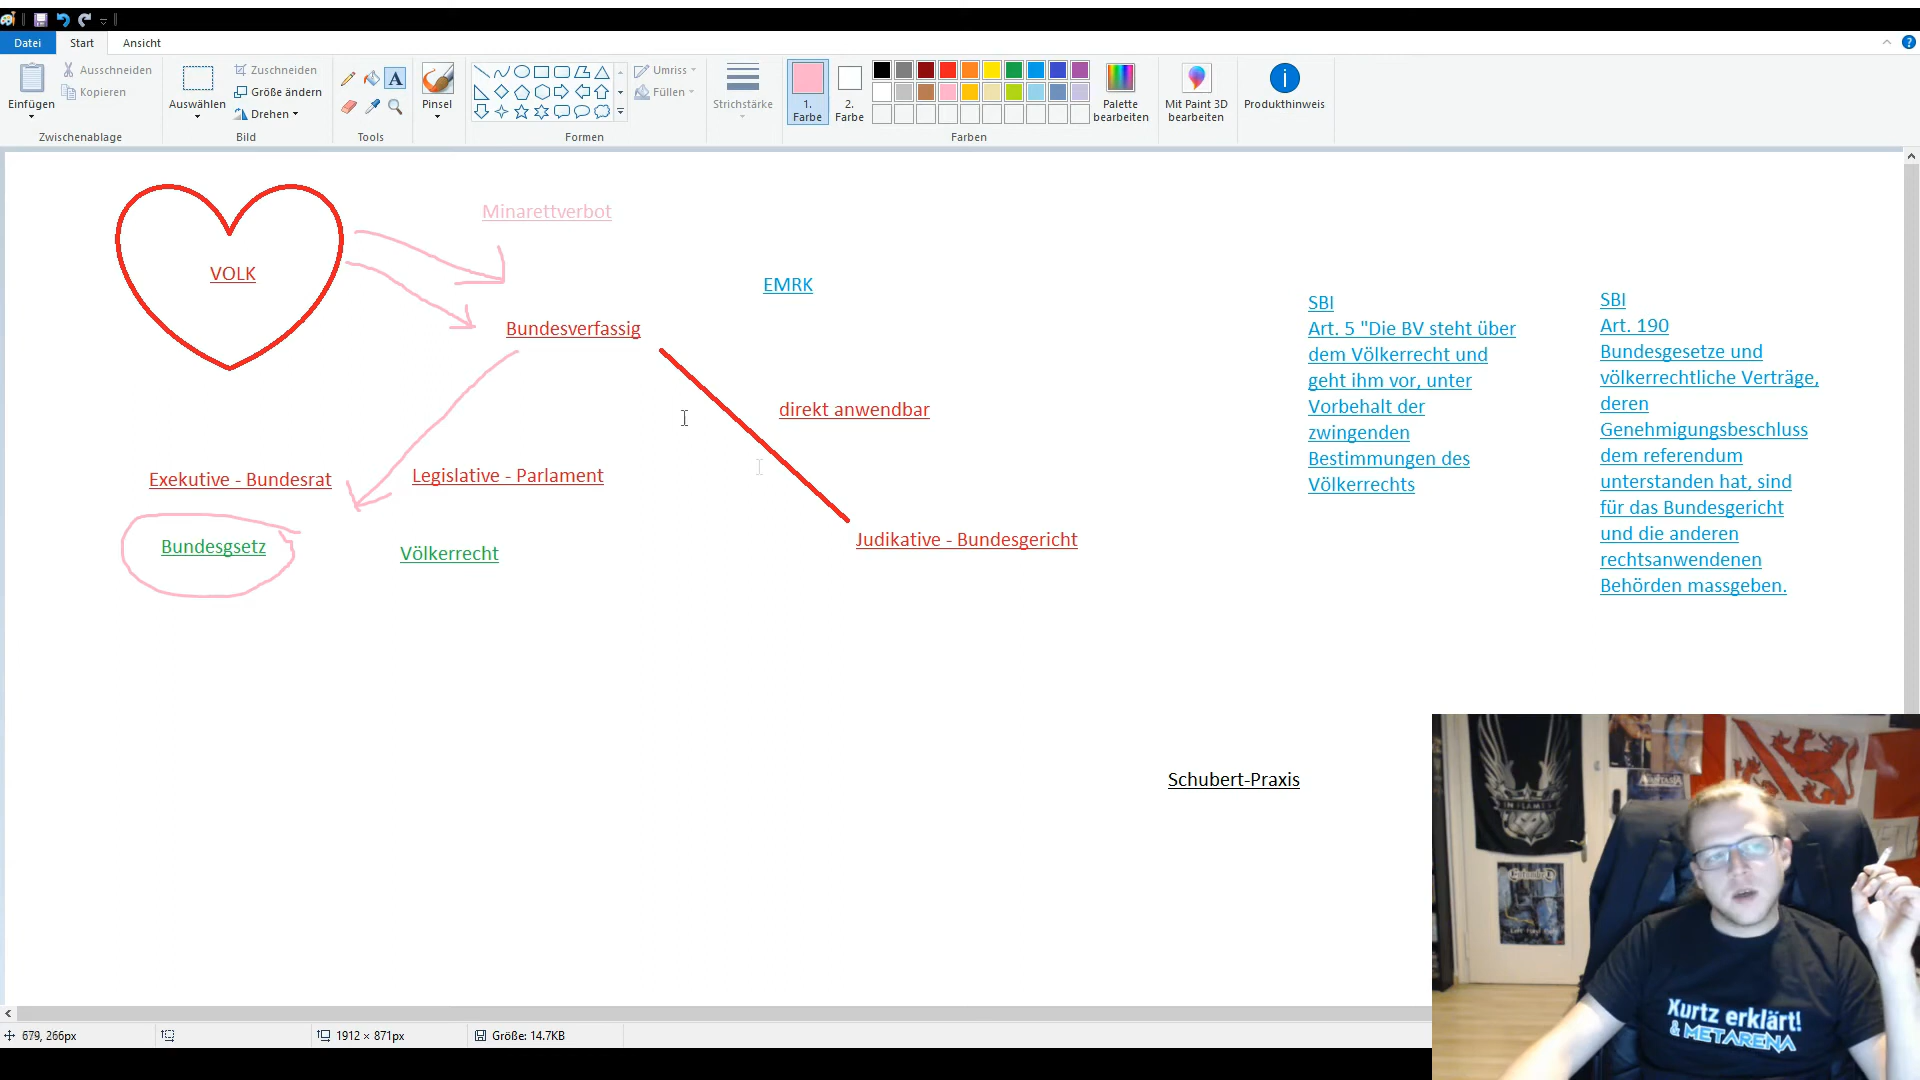 Datei Start Ansicht
Einfügen
Ausschneiden
Kopieren
Zwischenablage
Auswählen
Zuschneiden
Größe ändern
Drehen
Bild
Tools
Pinsel
Formen
Umriss
Füllen
Strichstärke
1. Farbe
2. Farbe
Farben
Palette bearbeiten
Mit Paint 3D bearbeiten
Produkthinweis
VOLK
Minarettverbot
EMRK
Bundesverfassig
direkt anwendbar
Exekutive - Bundesrat
Legislative - Parlament
Judikative - Bundesgericht
Bundesgsetz
Völkerrecht
SBI
Art. 5 "Die BV steht über
dem Völkerrecht und
geht ihm vor, unter
Vorbehalt der
zwingenden
Bestimmungen des
Völkerrechts
SBI
Art. 190
Bundesgesetze und
völkerrechtliche Verträge,
deren
Genehmigungsbeschluss
dem referendum
unterstanden hat, sind
für das Bundesgericht
und die anderen
rechtsanwendenen
Behörden massgeben.
Schubert-Praxis
IN FLAMES
AVANTASIA
Entombed
Xurtz erklärt!
& METARENA
679, 266px
1912 × 871px
Größe: 14.7KB